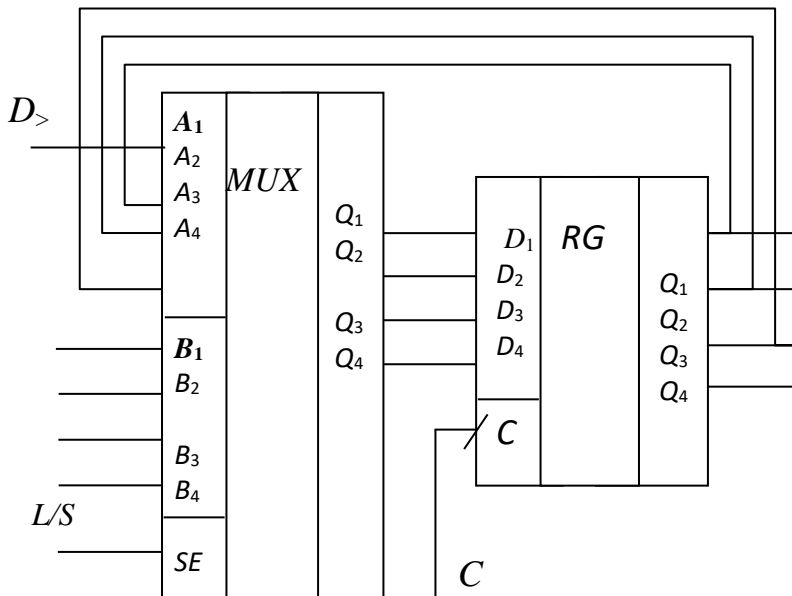 D>
A1
A2
A3
A4
MUX
Q1
Q2
Q3
Q4
B1
B2
B3
B4
L/S
SE
D1
D2
D3
D4
RG
Q1
Q2
Q3
Q4
C
C